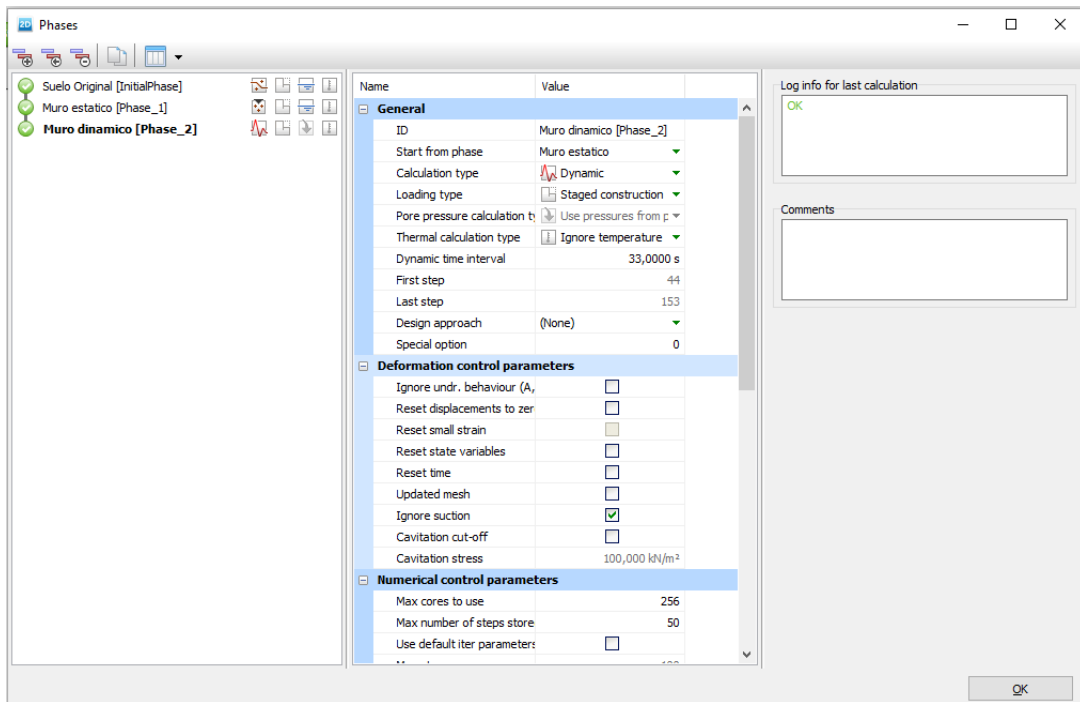 2D Phases
Suelo Original [InitialPhase]
Muro estatico [Phase_1]
Muro dinamico [Phase_2]
Name Value
General
ID Muro dinamico [Phase_2]
Start from phase Muro estatico
Calculation type Dynamic
Loading type Staged construction
Pore pressure calculation ty Use pressures from p
Thermal calculation type Ignore temperature
Dynamic time interval 33,0000 s
First step 44
Last step 153
Design approach (None)
Special option 0
Deformation control parameters
Ignore undr. behaviour (A,
Reset displacements to zer
Reset small strain
Reset state variables
Reset time
Updated mesh
Ignore suction
Cavitation cut-off
Cavitation stress 100,000 kN/m²
Numerical control parameters
Max cores to use 256
Max number of steps store 50
Use default iter parameters
Log info for last calculation
OK
Comments
OK